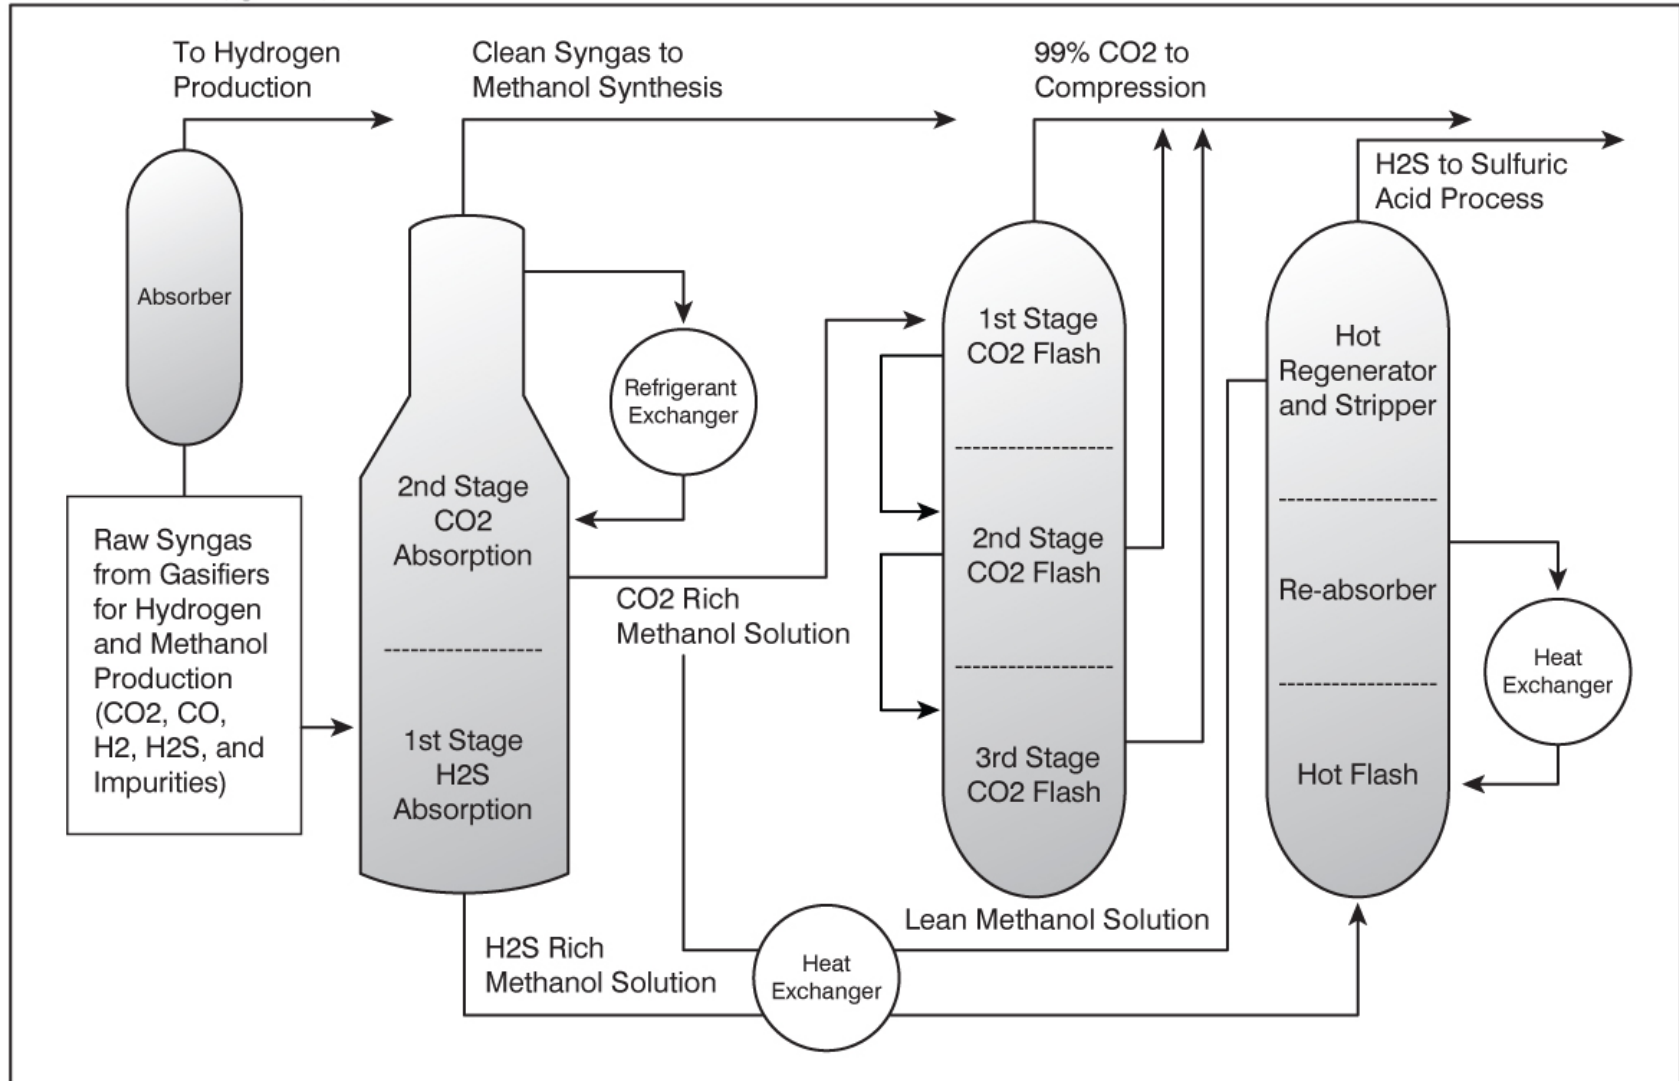 To Hydrogen
Production
Clean Syngas to
Methanol Synthesis
99% CO2 to
Compression
H2S to Sulfuric
Acid Process
Absorber
Refrigerant
Exchanger
1st Stage
CO2 Flash
Hot
Regenerator
and Stripper
2nd Stage
CO2
Absorption
Raw Syngas
from Gasifiers
for Hydrogen
and Methanol
Production
(CO2, CO,
H2, H2S, and
Impurities)
CO2 Rich
Methanol Solution
2nd Stage
CO2 Flash
Re-absorber
Heat
Exchanger
1st Stage
H2S
Absorption
3rd Stage
CO2 Flash
Hot Flash
H2S Rich
Methanol Solution
Heat
Exchanger
Lean Methanol Solution